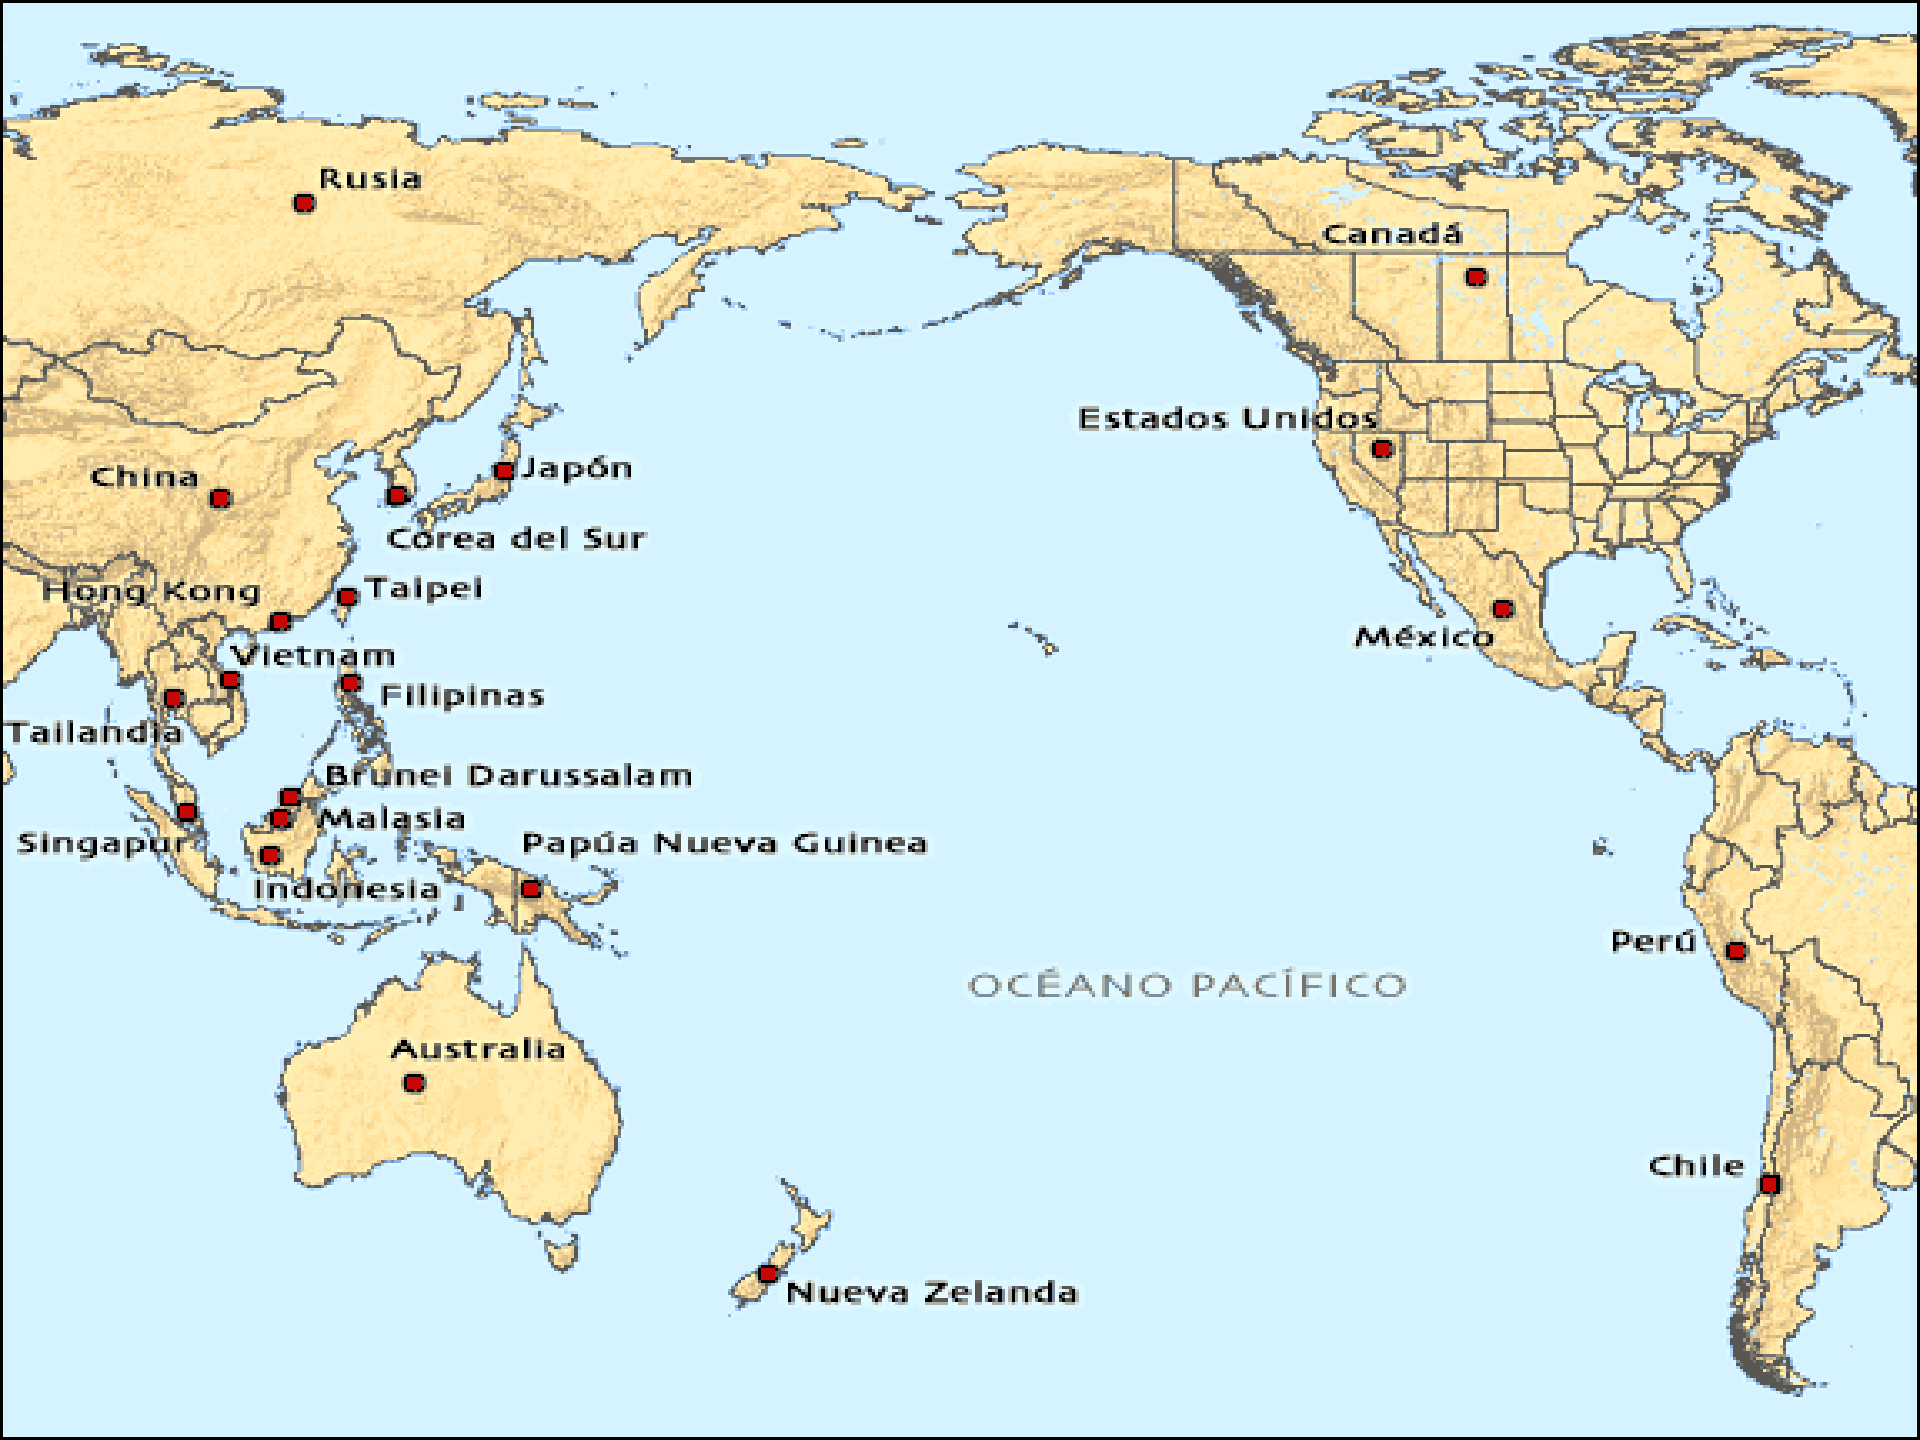 Rusia
Canadá
Estados Unidos
Japón
China
Corea del Sur
Hong Kong
Taipei
México
Vietnam
Filipinas
Tailandia
Brunei Darussalam
Malasia
Singapur
Papúa Nueva Guinea
Indonesia
Perú
OCÉANO PACÍFICO
Australia
Chile
Nueva Zelanda